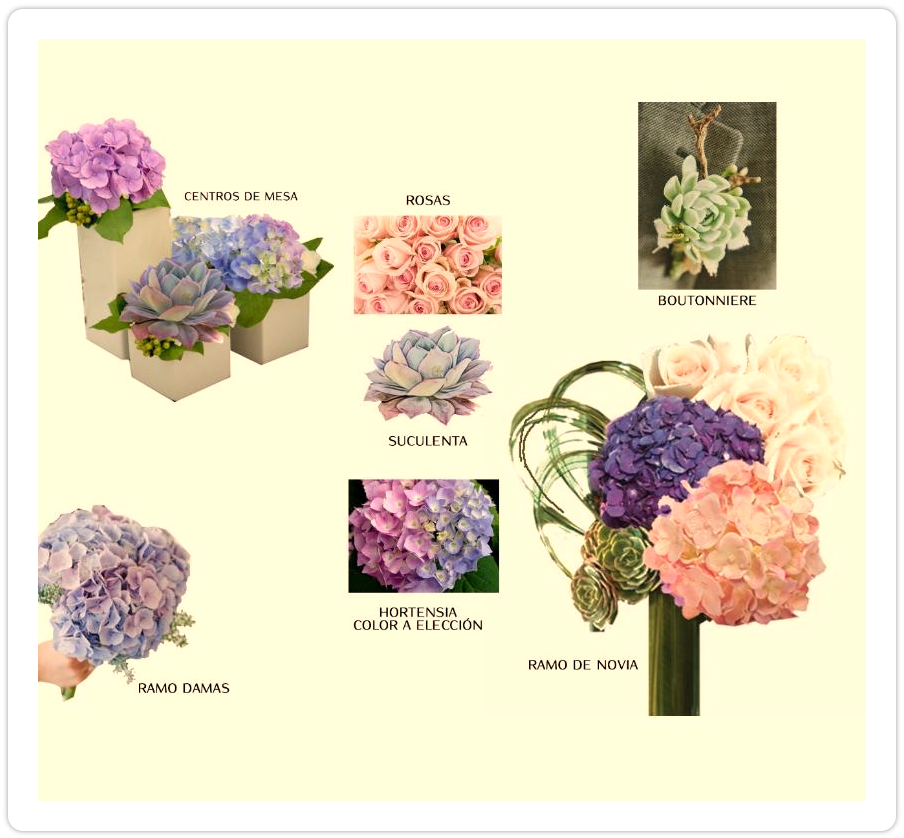 CENTROS DE MESA
ROSAS
BOUTONNIERE
SUCULENTA
HORTENSIA
COLOR A ELECCIÓN
RAMO DE NOVIA
RAMO DAMAS